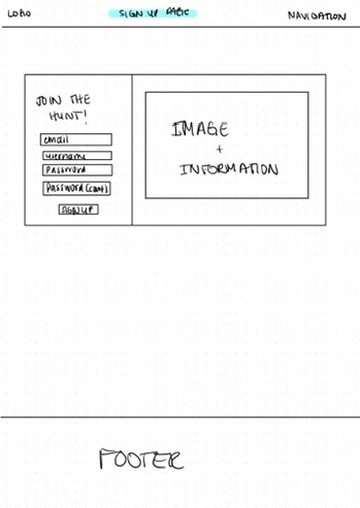 LOGO
SIGN UP PAGE
NAVIGATION
JOIN THE
HUNT!
email
username
Password
Password (conf)
SIGN UP
IMAGE
+
INFORMATION
FOOTER